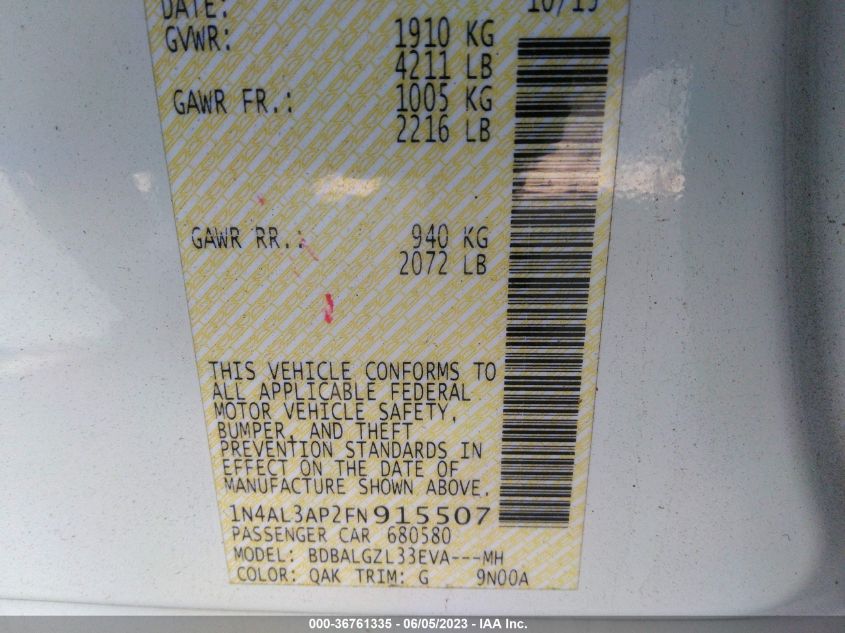 DATE: 10/15
GVWR: 1910 KG
4211 LB
GAWR FR.: 1005 KG
2216 LB
GAWR RR.: 940 KG
2072 LB
THIS VEHICLE CONFORMS TO
ALL APPLICABLE FEDERAL
MOTOR VEHICLE SAFETY,
BUMPER, AND THEFT
PREVENTION STANDARDS IN
EFFECT ON THE DATE OF
MANUFACTURE SHOWN ABOVE.
1N4AL3AP2FN915507
PASSENGER CAR 680580
MODEL: BDBALGZL33EVA---MH
COLOR: QAK TRIM: G 9N00A
000-36761335 - 06/05/2023 - IAA Inc.